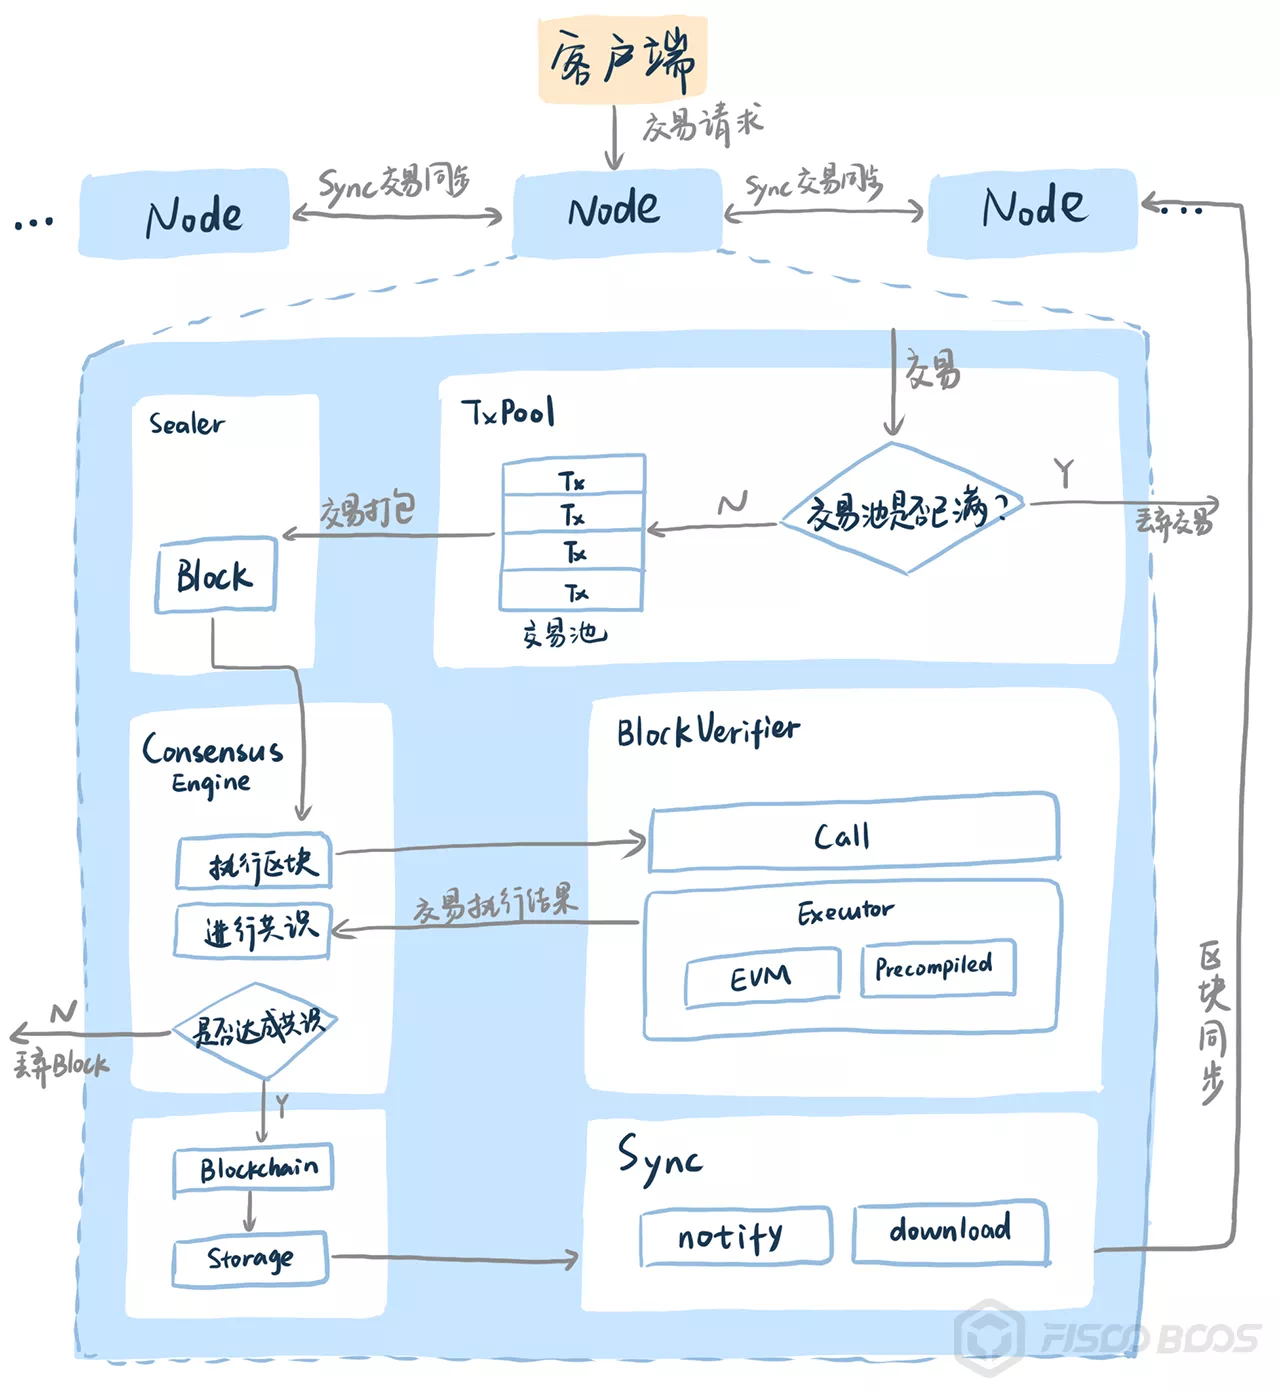 客户端
交易请求
Sync交易同步
Sync交易同步
...
Node
Node
Node
...
交易
Sealer
TxPool
Tx
Tx
Tx
Tx
交易池
交易打包
N
交易池是否已满?
Y
丢弃交易
Block
Consensus
Engine
BlockVerifier
执行区块
Call
交易执行结果
进行共识
Executor
EVM
Precompiled
是否达成共识
N
丢弃Block
Y
区块同步
Blockchain
Storage
Sync
notify
download
FISCO BCOS